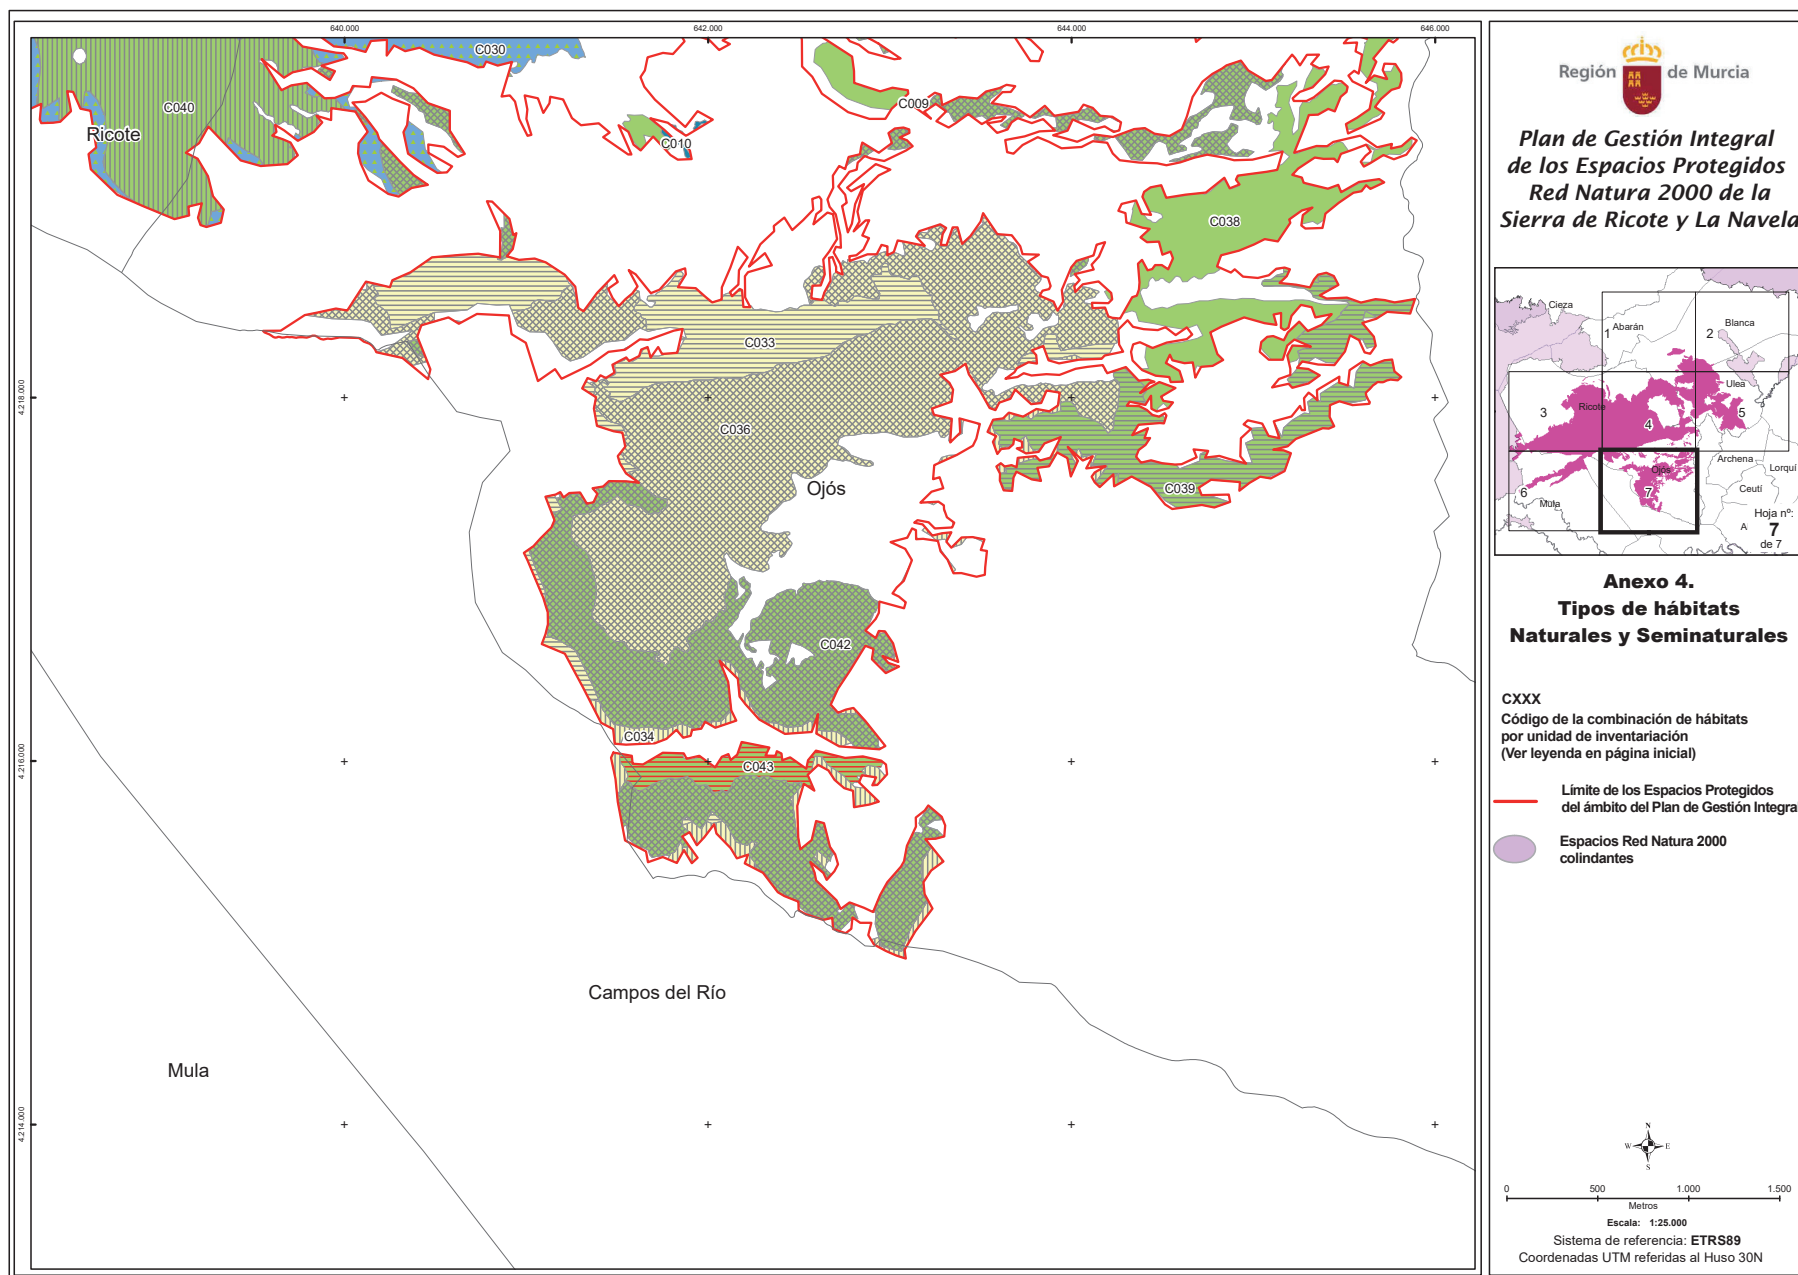 640.000
642.000
644.000
646.000
4.218.000
4.216.000
4.214.000
C030
C040
Ricote
C009
C010
C038
C033
C036
Ojós
C039
C042
C034
C043
Campos del Río
Mula
Región de Murcia
Plan de Gestión Integral
de los Espacios Protegidos
Red Natura 2000 de la
Sierra de Ricote y La Navela
Cieza
1
Abarán
2
Blanca
Ulea
3
Ricote
4
5
Archena
Lorquí
Ojós
Ceutí
6
Mula
7
A
Hoja nº:
7
de 7
Anexo 4.
Tipos de hábitats
Naturales y Seminaturales
CXXX
Código de la combinación de hábitats
por unidad de inventariación
(Ver leyenda en página inicial)
Límite de los Espacios Protegidos
del ámbito del Plan de Gestión Integral
Espacios Red Natura 2000
colindantes
N
W E
S
0 500 1.000 1.500
Metros
Escala: 1:25.000
Sistema de referencia: ETRS89
Coordenadas UTM referidas al Huso 30N